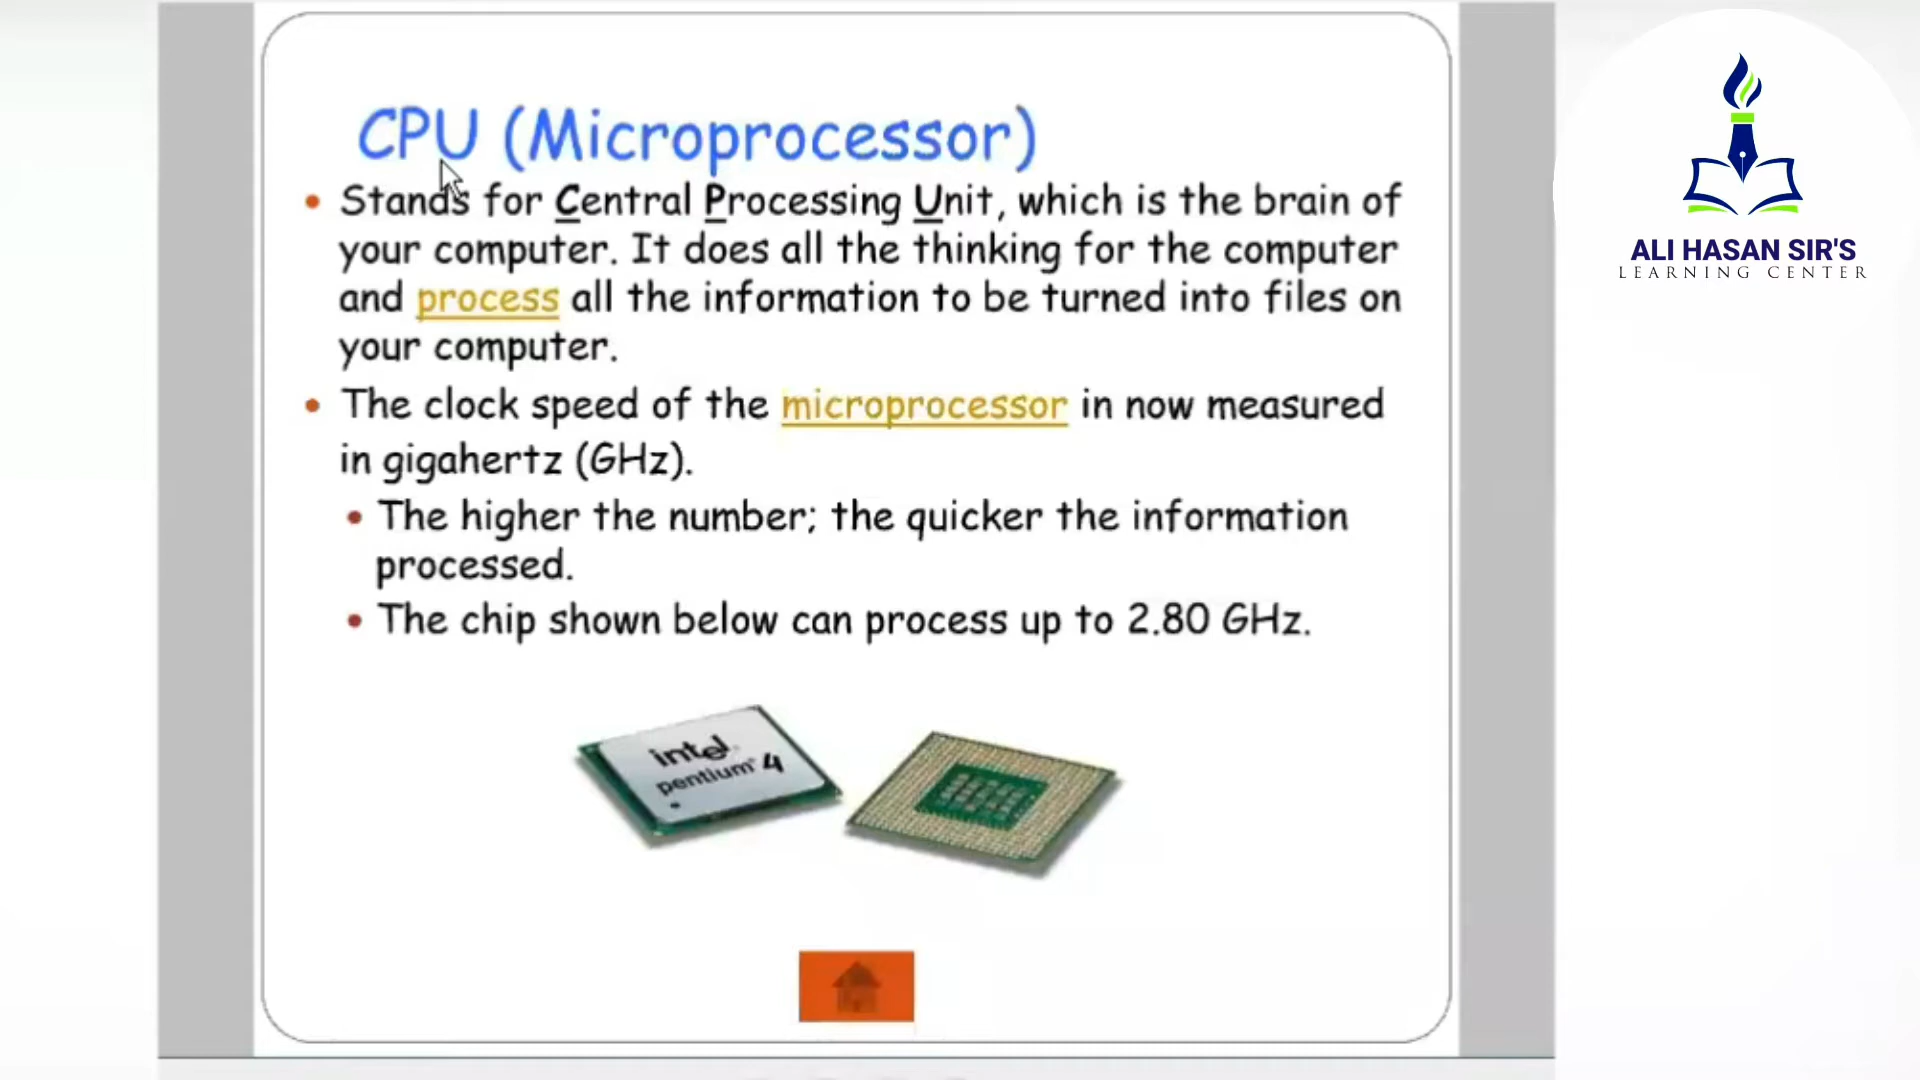 CPU (Microprocessor)
Stands for Central Processing Unit, which is the brain of
your computer. It does all the thinking for the computer
and process all the information to be turned into files on
your computer.
The clock speed of the microprocessor in now measured
in gigahertz (GHz).
The higher the number; the quicker the information
processed.
The chip shown below can process up to 2.80 GHz.
intel
pentium 4
ALI HASAN SIR'S
LEARNING CENTER